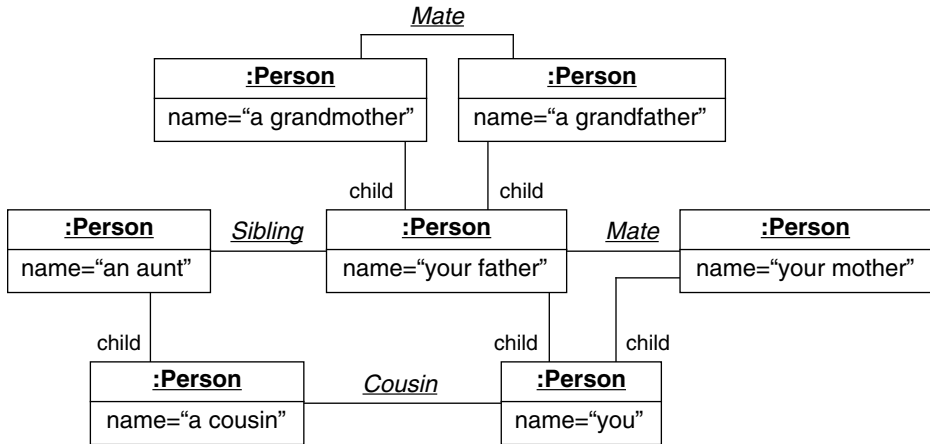 Mate
:Person
name=“a grandmother”
:Person
name=“a grandfather”
child
child
:Person
name=“an aunt”
Sibling
:Person
name=“your father”
Mate
:Person
name=“your mother”
child
child
child
:Person
name=“a cousin”
Cousin
:Person
name=“you”